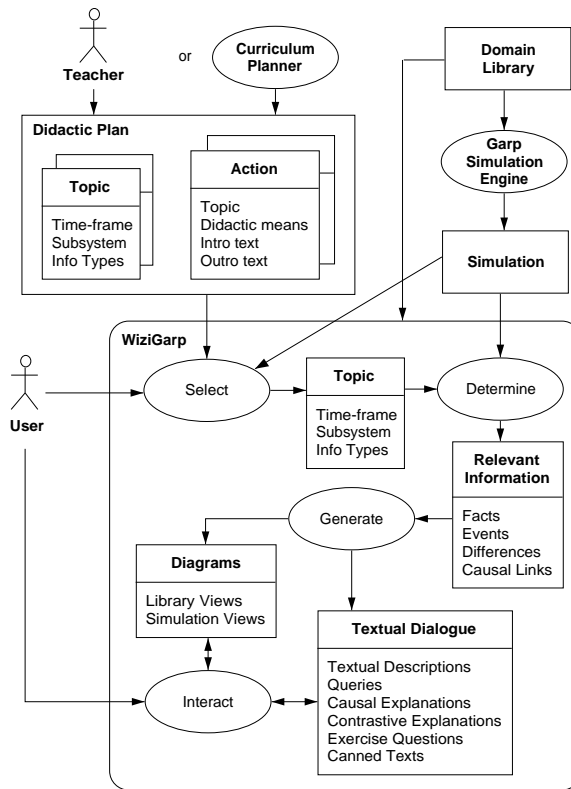 Teacher
or
Curriculum
Planner
Domain
Library
Didactic Plan
Topic
Time-frame
Subsystem
Info Types
Action
Topic
Didactic means
Intro text
Outro text
Garp
Simulation
Engine
Simulation
WiziGarp
User
Select
Topic
Time-frame
Subsystem
Info Types
Determine
Relevant
Information
Facts
Events
Differences
Causal Links
Generate
Diagrams
Library Views
Simulation Views
Textual Dialogue
Textual Descriptions
Queries
Causal Explanations
Contrastive Explanations
Exercise Questions
Canned Texts
Interact